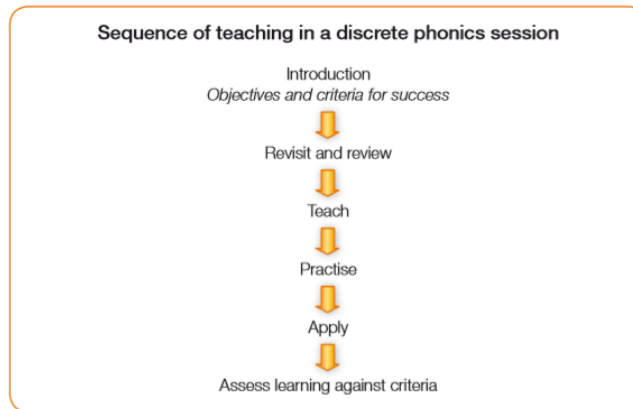 Sequence of teaching in a discrete phonics session
Introduction
Objectives and criteria for success
Revisit and review
Teach
Practise
Apply
Assess learning against criteria